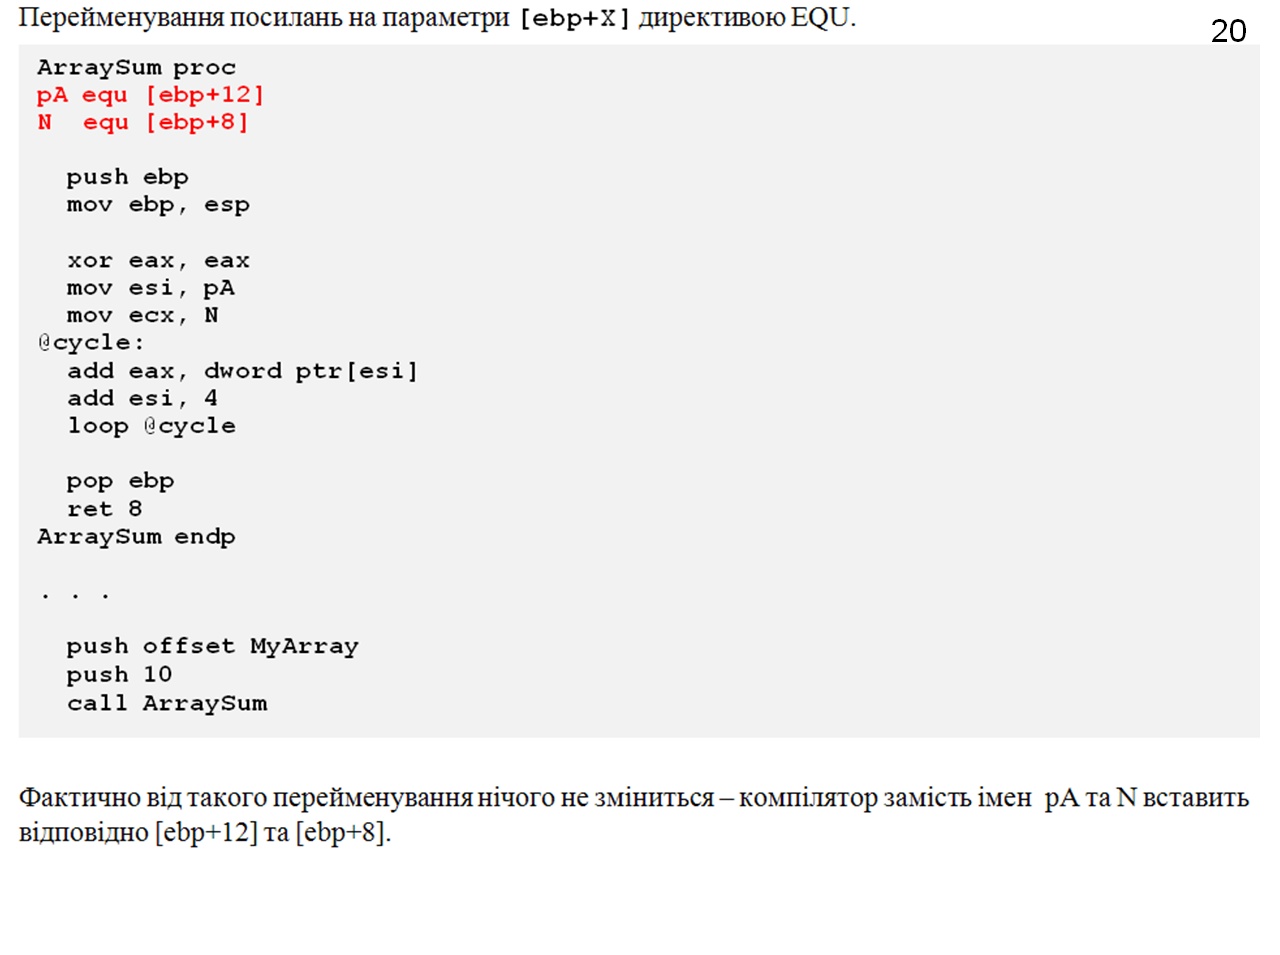 Перейменування посилань на параметри [ebp+X] директивою EQU.
20
ArraySum proc
pA equ [ebp+12]
N  equ [ebp+8]
push ebp
mov ebp, esp
xor eax, eax
mov esi, pA
mov ecx, N
@cycle:
add eax, dword ptr[esi]
add esi, 4
loop @cycle
pop ebp
ret 8
ArraySum endp
. . .
push offset MyArray
push 10
call ArraySum
Фактично від такого перейменування нічого не зміниться – компілятор замість імен  pA та N вставить
відповідно [ebp+12] та [ebp+8].